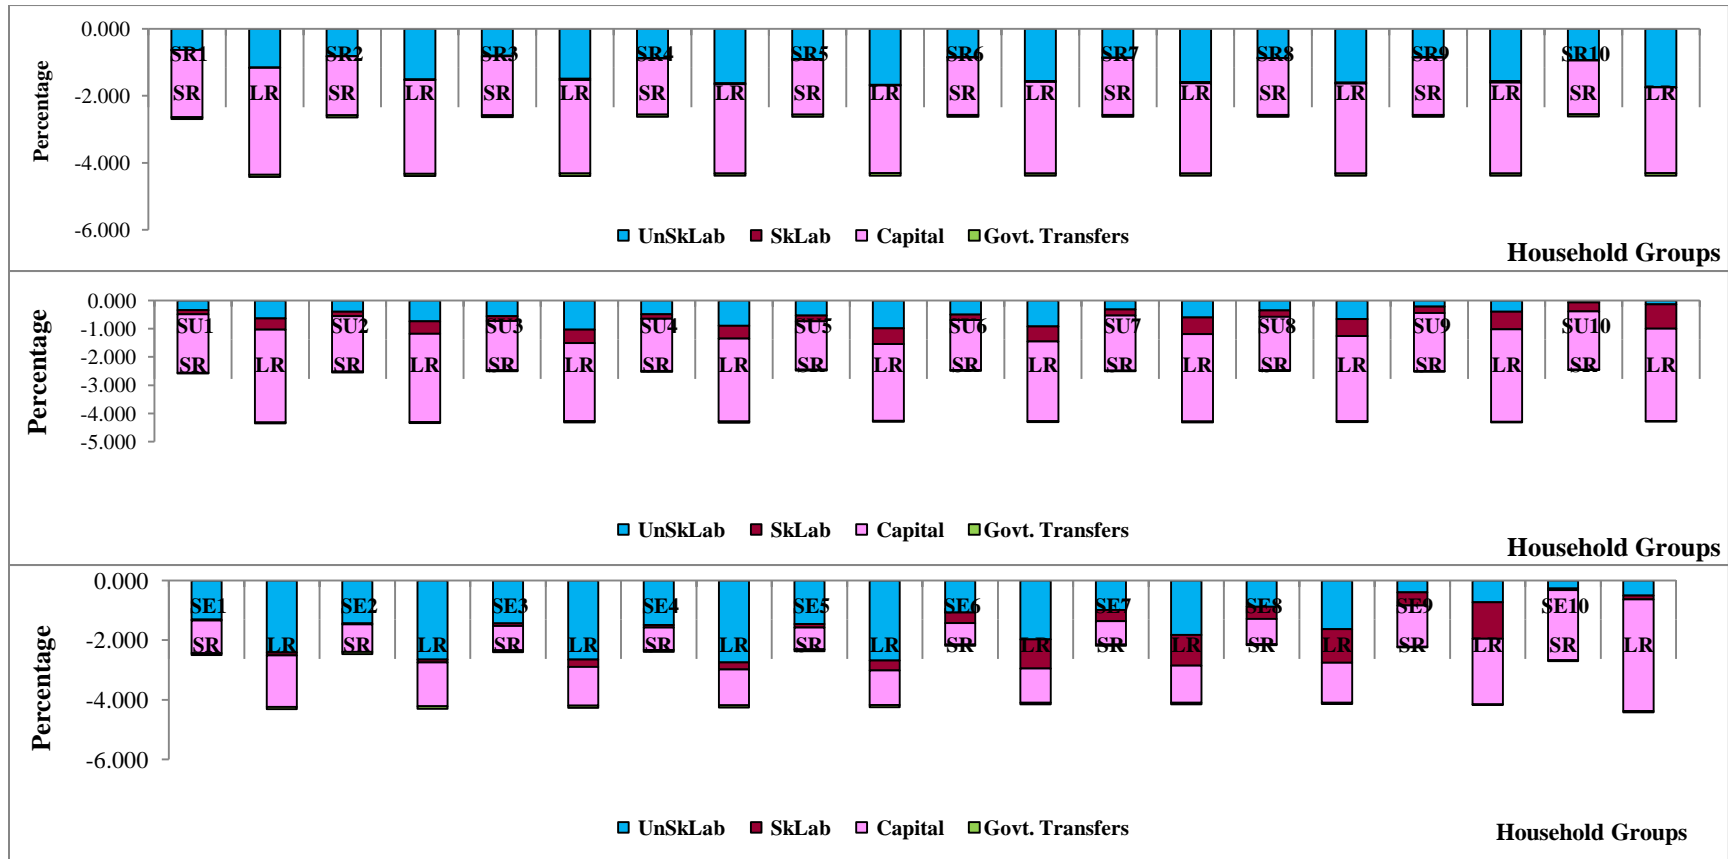 Percentage
0.000
-2.000
-4.000
-6.000
SR1 SR2 SR3 SR4 SR5 SR6 SR7 SR8 SR9 SR10
SR LR SR LR SR LR SR LR SR LR SR LR SR LR SR LR SR LR SR LR
UnSkLab SkLab Capital Govt. Transfers
Household Groups
Percentage
0.000
-1.000
-2.000
-3.000
-4.000
-5.000
SU1 SU2 SU3 SU4 SU5 SU6 SU7 SU8 SU9 SU10
SR LR SR LR SR LR SR LR SR LR SR LR SR LR SR LR SR LR SR LR
UnSkLab SkLab Capital Govt. Transfers
Household Groups
Percentage
0.000
-2.000
-4.000
-6.000
SE1 SE2 SE3 SE4 SE5 SE6 SE7 SE8 SE9 SE10
SR LR SR LR SR LR SR LR SR LR SR LR SR LR SR LR SR LR SR LR
UnSkLab SkLab Capital Govt. Transfers
Household Groups